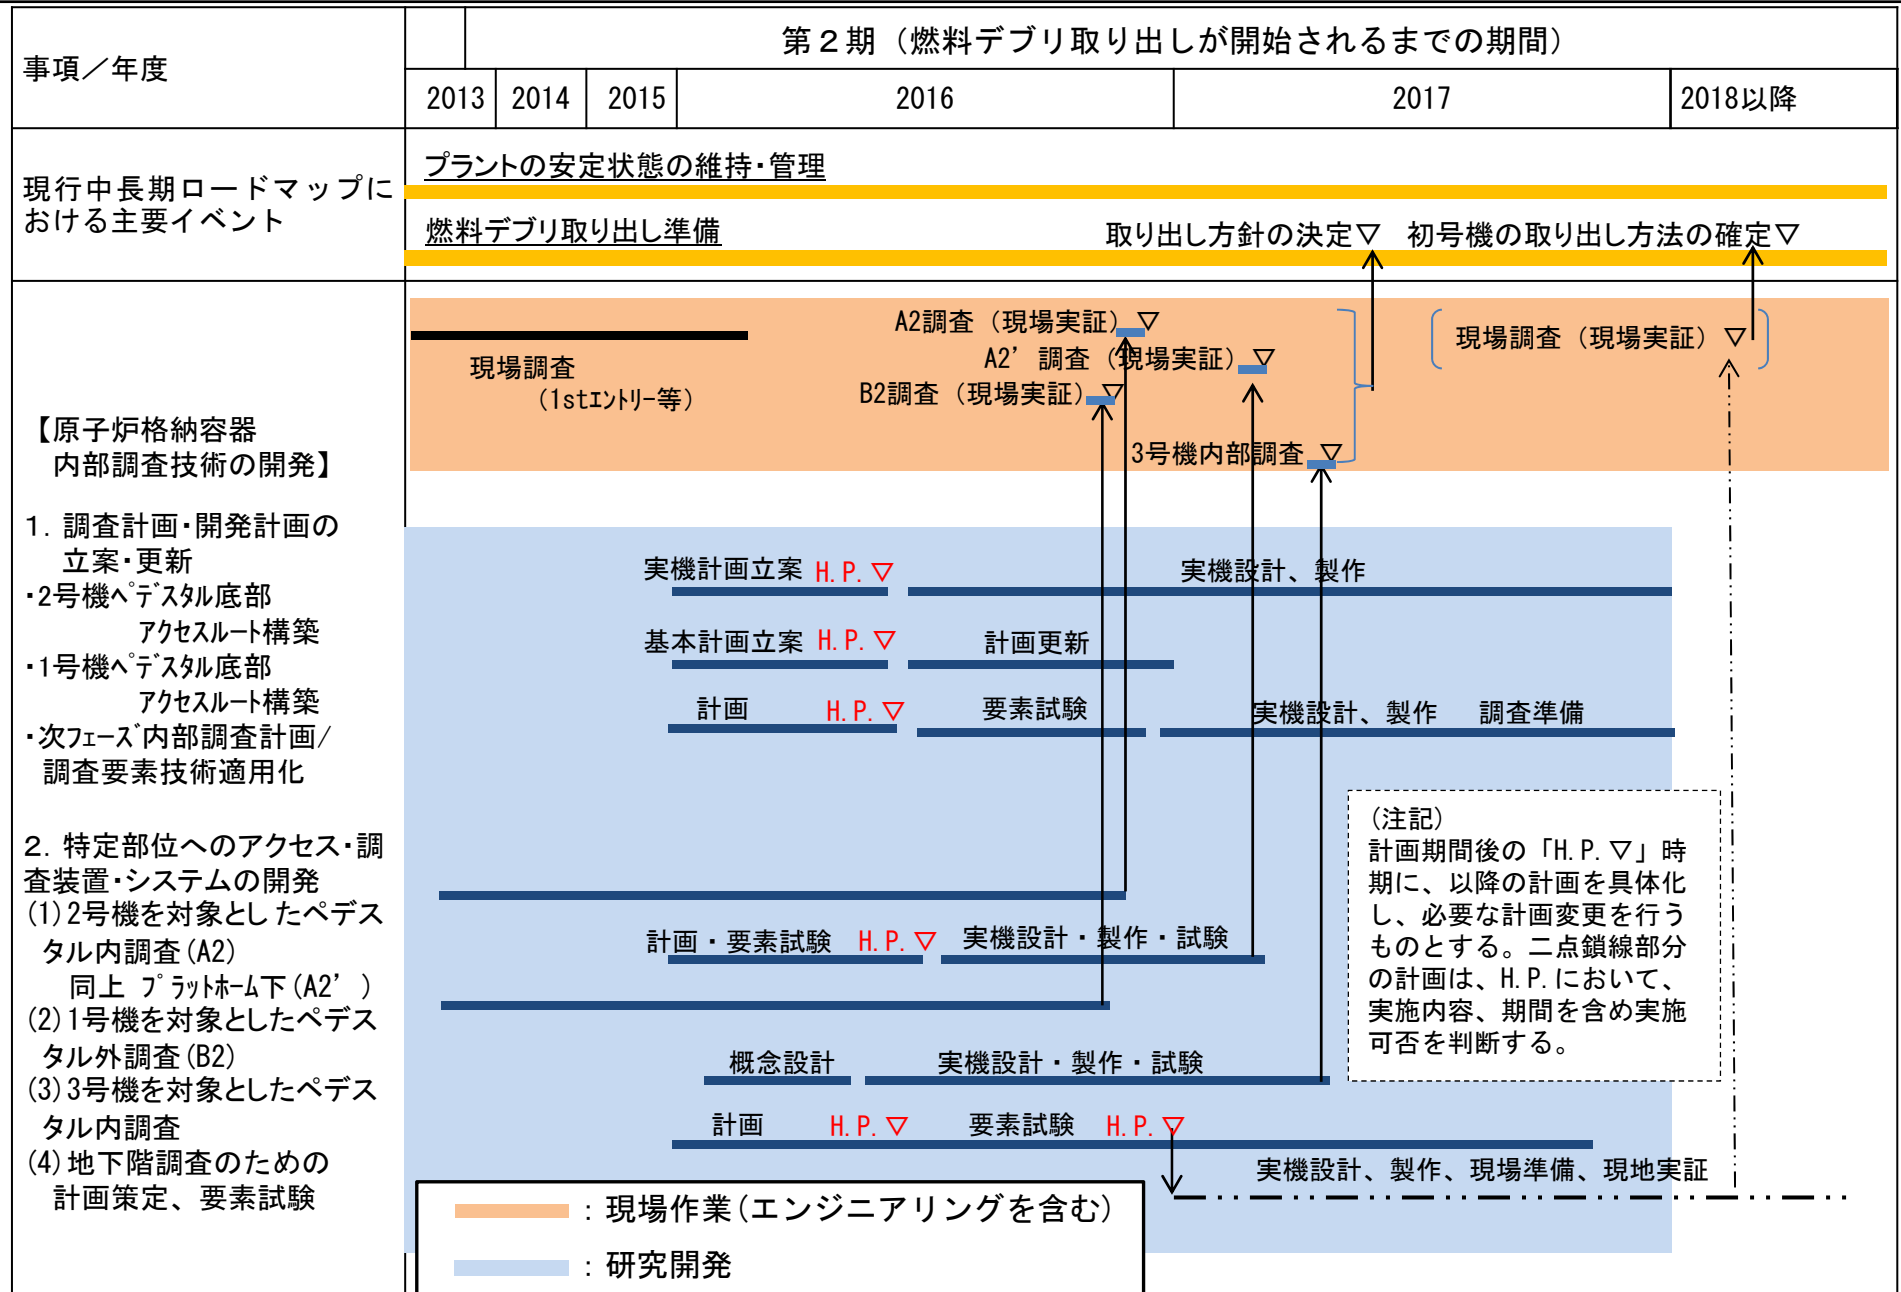 事項／年度
第２期（燃料デブリ取り出しが開始されるまでの期間）
2013
2014
2015
2016
2017
2018以降
現行中長期ロードマップに
おける主要イベント
プラントの安定状態の維持・管理
燃料デブリ取り出し準備
取り出し方針の決定▽
初号機の取り出し方法の確定▽
【原子炉格納容器
内部調査技術の開発】
1. 調査計画・開発計画の
立案・更新
・2号機ペデスタル底部
アクセスルート構築
・1号機ペデスタル底部
アクセスルート構築
・次フェーズ内部調査計画/
調査要素技術適用化
2. 特定部位へのアクセス・調
査装置・システムの開発
(1)2号機を対象としたペデス
タル内調査(A2)
同上 プラットホーム下(A2’)
(2)1号機を対象としたペデス
タル外調査(B2)
(3)3号機を対象としたペデス
タル内調査
(4)地下階調査のための
計画策定、要素試験
現場調査
（1stエントリー等）
A2調査（現場実証）▽
A2’調査（現場実証）▽
B2調査（現場実証）▽
3号機内部調査 ▽
現場調査（現場実証）▽
実機計画立案 H.P.▽
実機設計、製作
基本計画立案 H.P.▽
計画更新
計画 H.P.▽
要素試験
実機設計、製作 調査準備
計画・要素試験 H.P.▽
実機設計・製作・試験
概念設計
実機設計・製作・試験
計画 H.P.▽
要素試験 H.P.▽
実機設計、製作、現場準備、現地実証
(注記)
計画期間後の「H.P.▽」時
期に、以降の計画を具体化
し、必要な計画変更を行う
ものとする。二点鎖線部分
の計画は、H.P.において、
実施内容、期間を含め実施
可否を判断する。
：現場作業(エンジニアリングを含む)
：研究開発